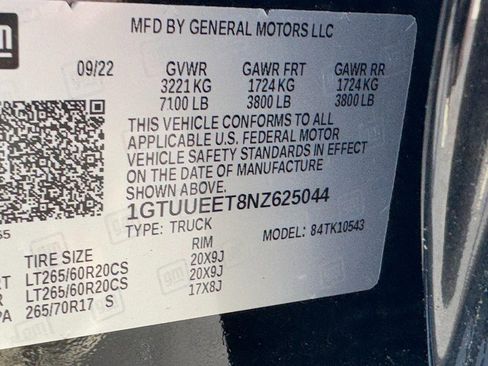 gm
MFD BY GENERAL MOTORS LLC
09/22 GVWR GAWR FRT GAWR RR
3221 KG 1724 KG 1724 KG
7100 LB 3800 LB 3800 LB
THIS VEHICLE CONFORMS TO ALL
APPLICABLE U.S. FEDERAL MOTOR
VEHICLE SAFETY STANDARDS IN EFFECT
ON THE DATE OF MANUFACTURE
SHOWN ABOVE.
1GTUUEET8NZ625044
TYPE: TRUCK MODEL: 84TK10543
TIRE SIZE RIM
LT265/60R20CS 20X9J
LT265/60R20CS 20X9J
265/70R17 S 17X8J